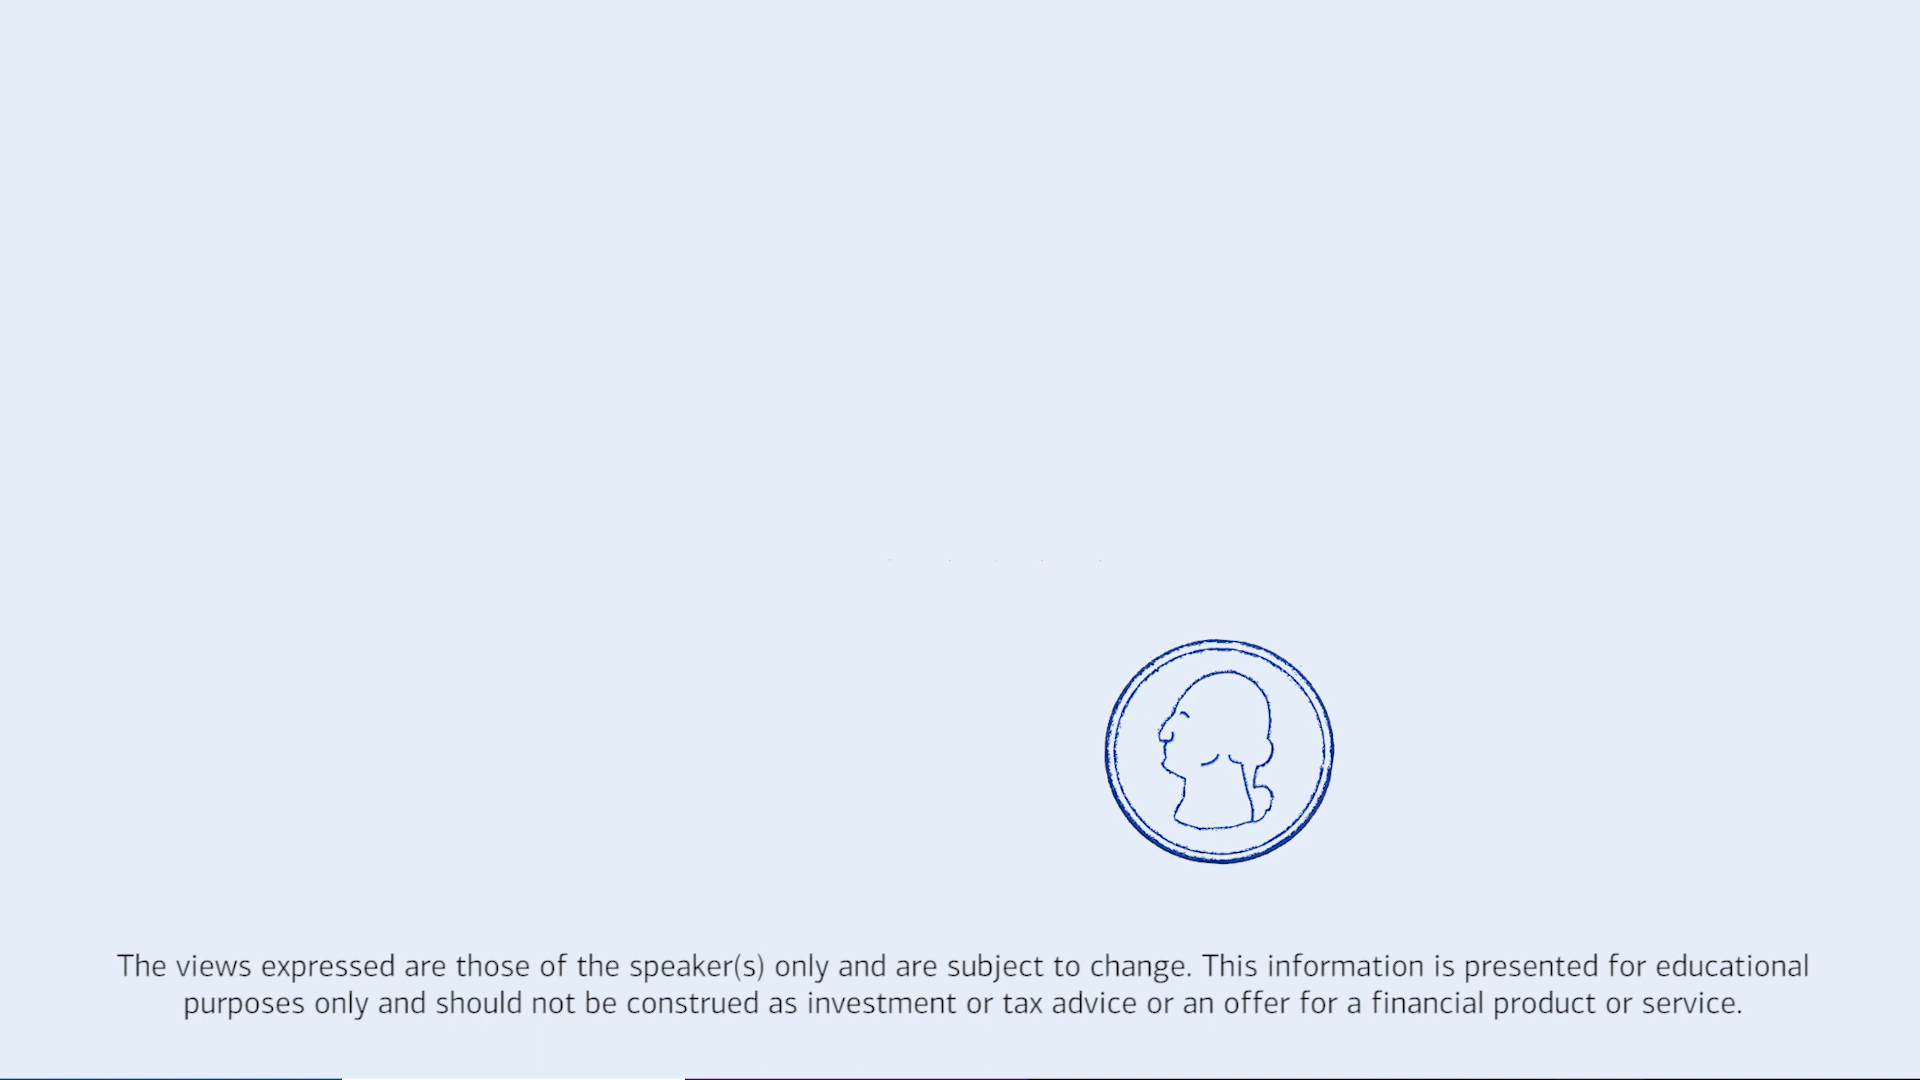 The views expressed are those of the speaker(s) only and are subject to change. This information is presented for educational
purposes only and should not be construed as investment or tax advice or an offer for a financial product or service.